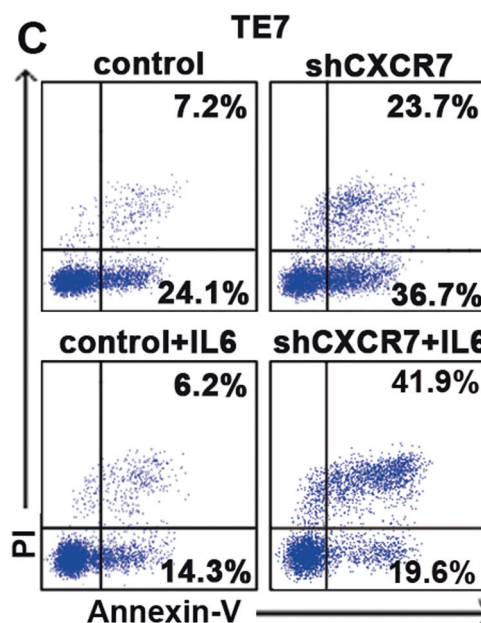 C
TE7
control
shCXCR7
7.2%
23.7%
24.1%
36.7%
control+IL6
shCXCR7+IL6
6.2%
41.9%
14.3%
19.6%
PI
Annexin-V